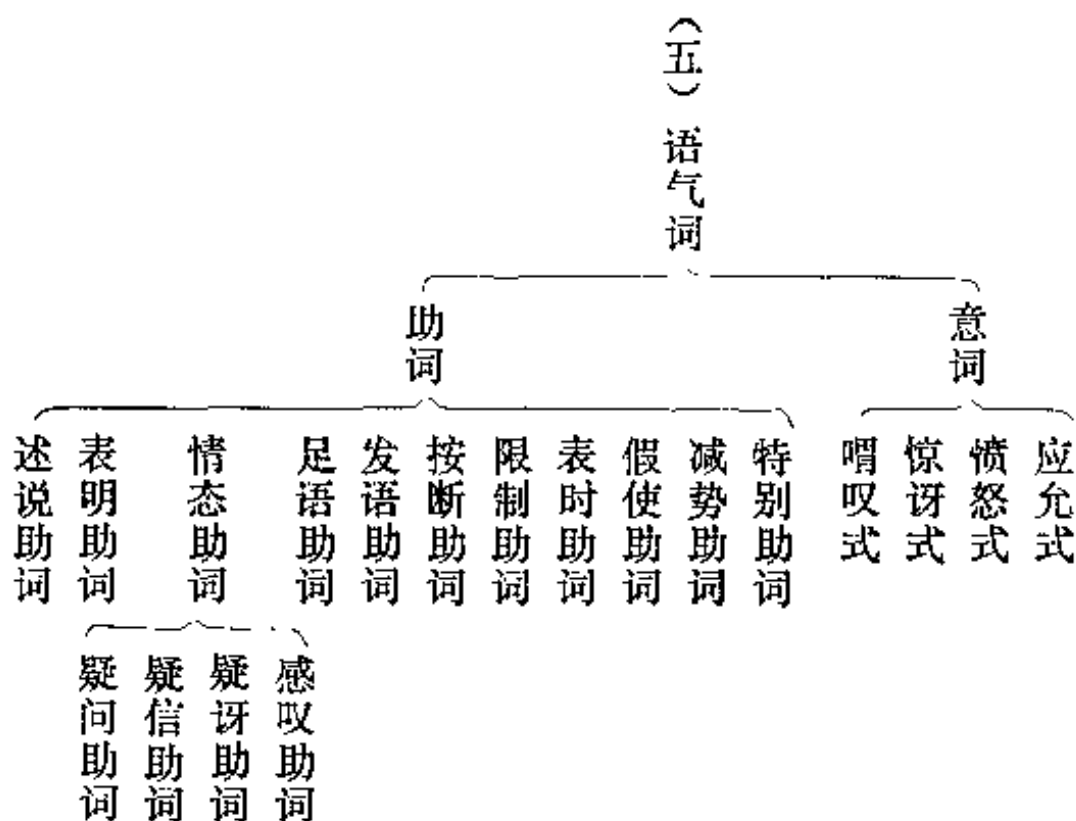 （五）语气词
助词
意词
述说助词
表明助词
情态助词
足语助词
发语助词
按断助词
限制助词
表时助词
假使助词
减势助词
特别助词
喟叹式
惊讶式
愤怒式
应允式
疑问助词
疑信助词
疑讶助词
感叹助词